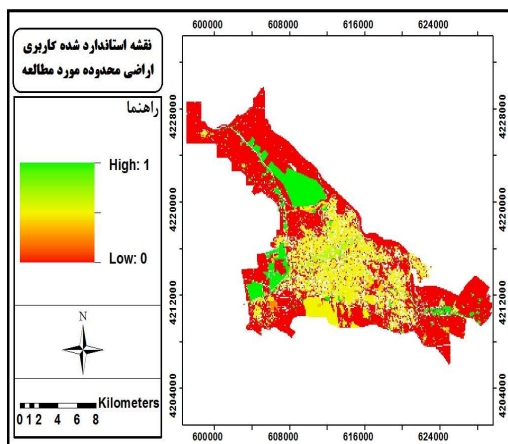 نقشه استاندارد شده کاربری
اراضی محدوده مورد مطالعه
راهنما
High: 1
Low: 0
N
Kilometers
0 1 2 4 6 8
600000 608000 616000 624000
4228000
4220000
4212000
4204000
4228000
4220000
4212000
4204000
600000 608000 616000 624000